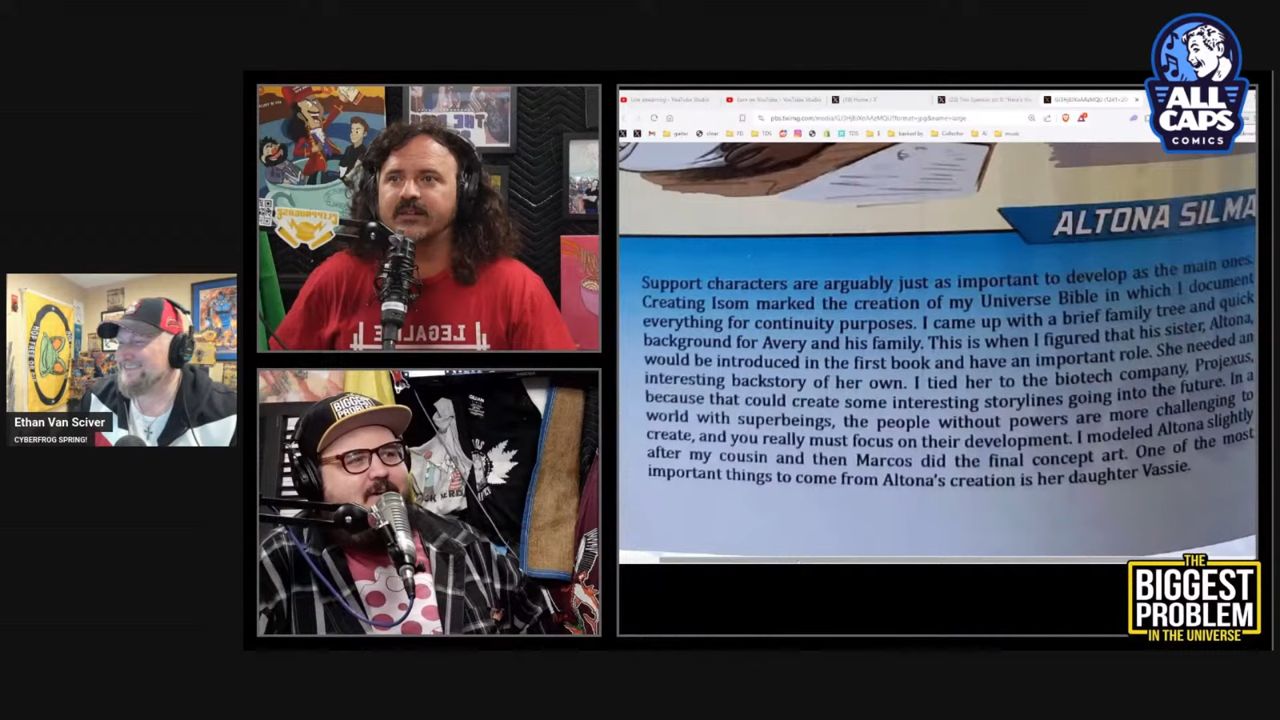 ALL
CAPS
COMICS
ALTONA SILMA
Support characters are arguably just as important to develop as the main ones.
Creating Isom marked the creation of my Universe Bible in which I document
everything for continuity purposes. I came up with a brief family tree and quick
background for Avery and his family. This is when I figured that his sister, Altona,
would be introduced in the first book and have an important role. She needed an
interesting backstory of her own. I tied her to the biotech company, Projexus,
because that could create some interesting storylines going into the future. In a
world with superbeings, the people without powers are more challenging to
create, and you really must focus on their development. I modeled Altona slightly
after my cousin and then Marcos did the final concept art. One of the most
important things to come from Altona's creation is her daughter Vassie.
Ethan Van Sciver
CYBERFROG SPRING!
BIGGEST
PROBLEM
THE
BIGGEST
PROBLEM
IN THE UNIVERSE